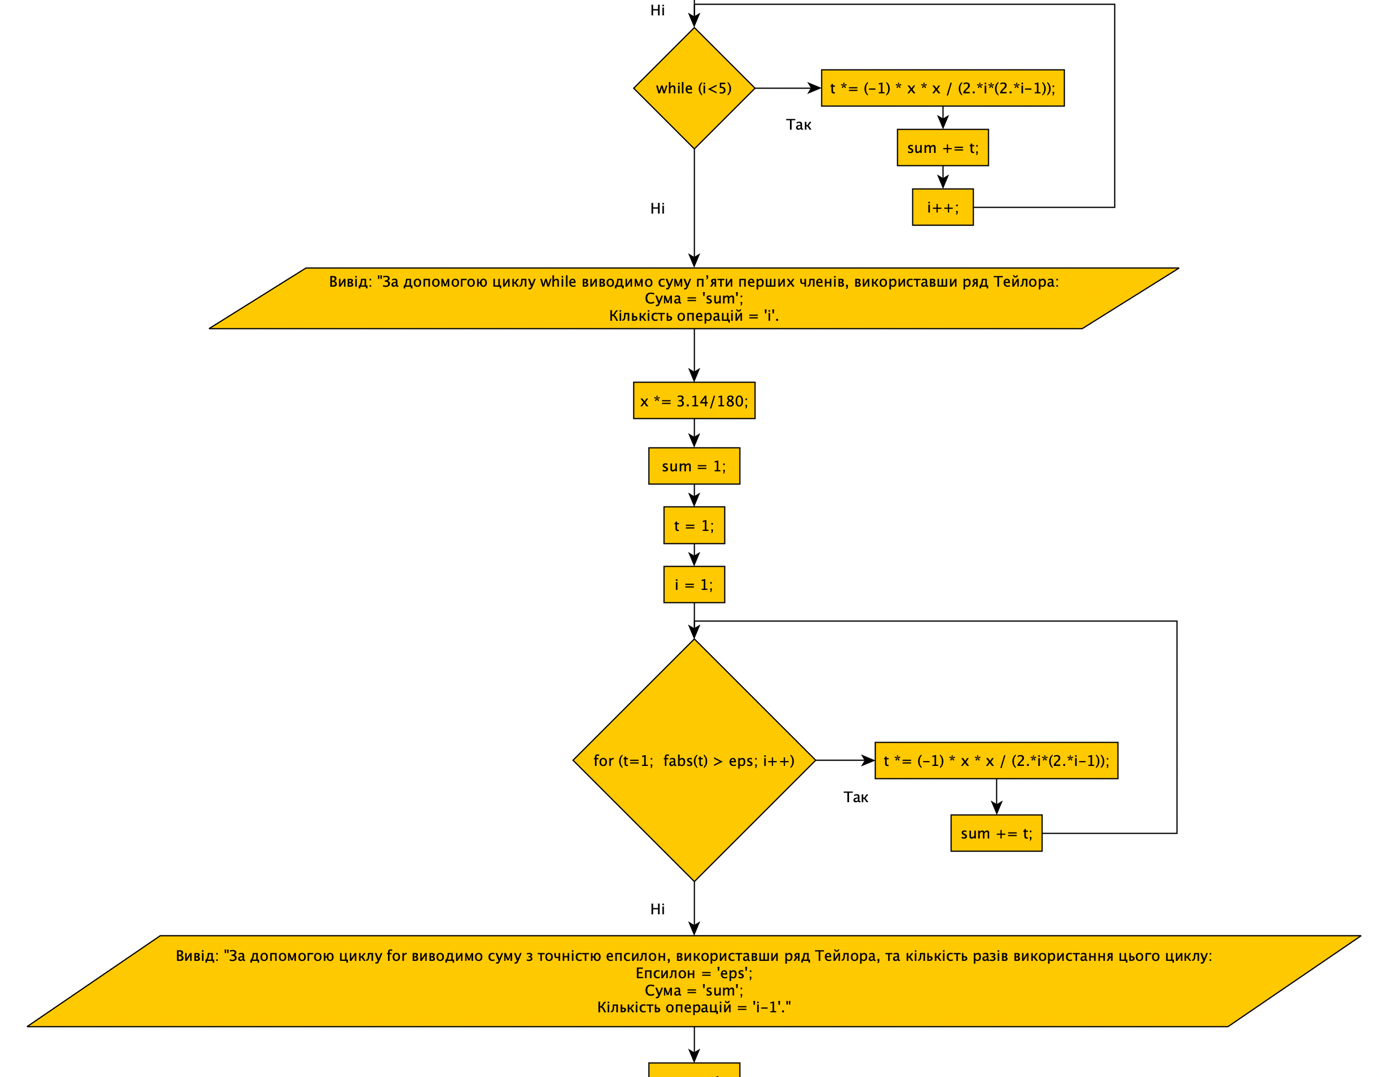 Ні
while (i<5)
t *= (-1) * x * x / (2.*i*(2.*i-1));
Так
sum += t;
i++;
Ні
Вивід: "За допомогою циклу while виводимо суму п’яти перших членів, використавши ряд Тейлора:
Сума = 'sum';
Кількість операцій = 'i'.
x *= 3.14/180;
sum = 1;
t = 1;
i = 1;
for (t=1;  fabs(t) > eps; i++)
t *= (-1) * x * x / (2.*i*(2.*i-1));
Так
sum += t;
Ні
Вивід: "За допомогою циклу for виводимо суму з точністю епсилон, використавши ряд Тейлора, та кількість разів використання цього циклу:
Епсилон = 'eps';
Сума = 'sum';
Кількість операцій = 'i-1'."